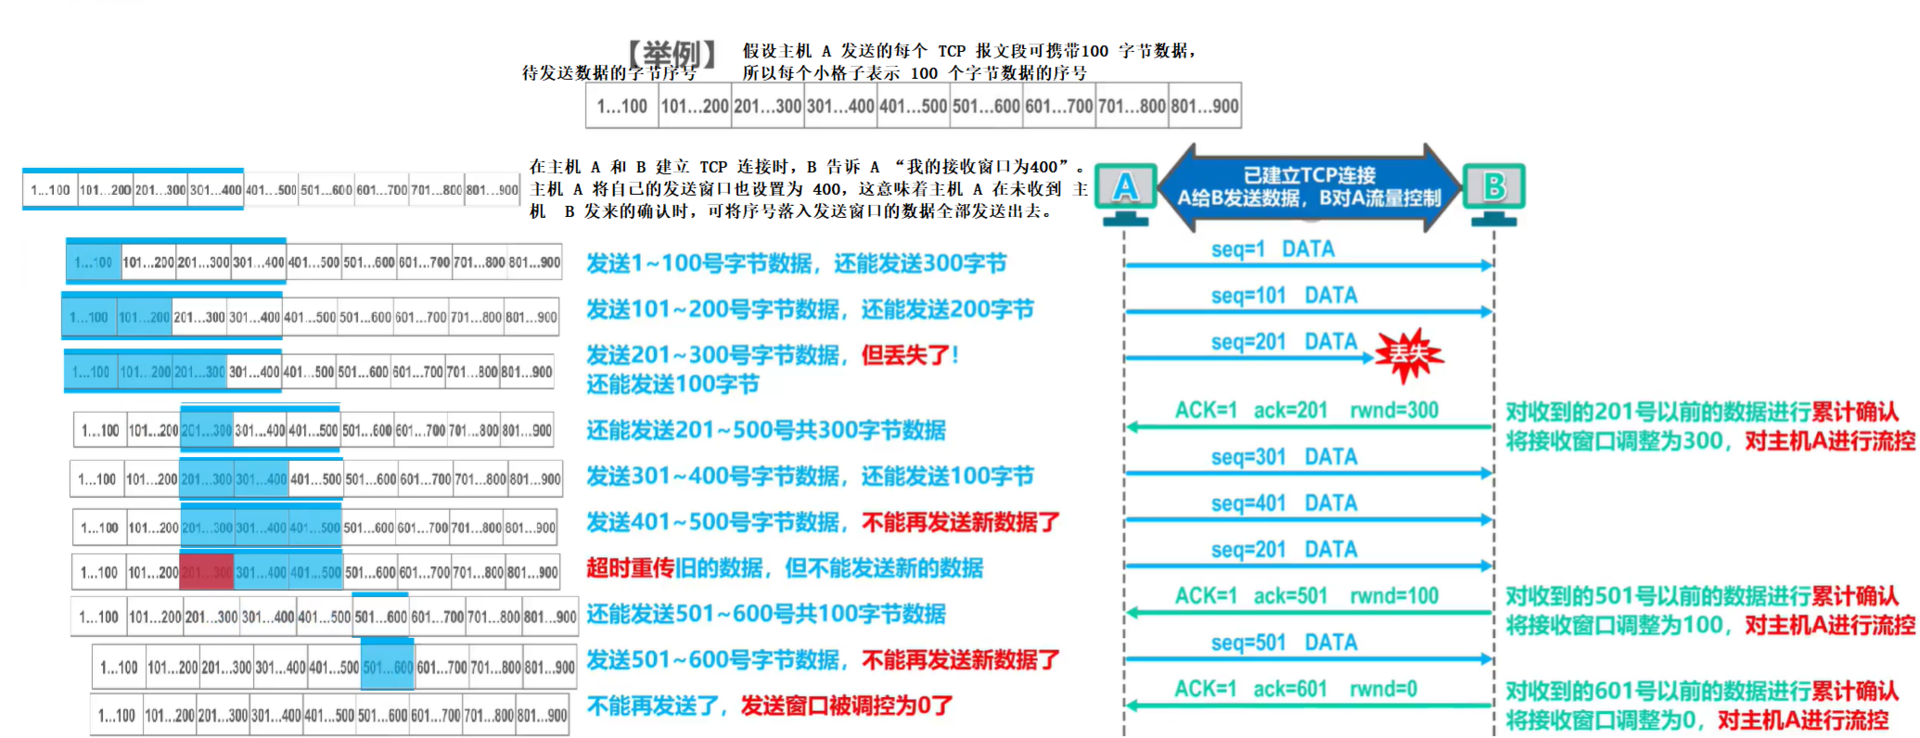 【举例】
假设主机 A 发送的每个 TCP 报文段可携带100 字节数据，
待发送数据的字节序号
所以每个小格子表示 100 个字节数据的序号
1...100 101...200 201...300 301...400 401...500 501...600 601...700 701...800 801...900
在主机 A 和 B 建立 TCP 连接时，B 告诉 A “我的接收窗口为400”。
主机 A 将自己的发送窗口也设置为 400，这意味着主机 A 在未收到 主
机 B 发来的确认时，可将序号落入发送窗口的数据全部发送出去。
1...100 101...200 201...300 301...400 401...500 501...600 601...700 701...800 801...900
A
已建立TCP连接
A给B发送数据，B对A流量控制
B
1...100 101...200 201...300 301...400 401...500 501...600 601...700 701...800 801...900
发送1~100号字节数据，还能发送300字节
seq=1 DATA
1...100 101...200 201...300 301...400 401...500 501...600 601...700 701...800 801...900
发送101~200号字节数据，还能发送200字节
seq=101 DATA
1...100 101...200 201...300 301...400 401...500 501...600 601...700 701...800 801...900
发送201~300号字节数据，但丢失了！
还能发送100字节
seq=201 DATA
丢失
1...100 101...200 201...300 301...400 401...500 501...600 601...700 701...800 801...900
还能发送201~500号共300字节数据
ACK=1 ack=201 rwnd=300
对收到的201号以前的数据进行累计确认
将接收窗口调整为300，对主机A进行流控
1...100 101...200 201...300 301...400 401...500 501...600 601...700 701...800 801...900
发送301~400号字节数据，还能发送100字节
seq=301 DATA
1...100 101...200 201...300 301...400 401...500 501...600 601...700 701...800 801...900
发送401~500号字节数据，不能再发送新数据了
seq=401 DATA
1...100 101...200 201...300 301...400 401...500 501...600 601...700 701...800 801...900
超时重传旧的数据，但不能发送新的数据
seq=201 DATA
1...100 101...200 201...300 301...400 401...500 501...600 601...700 701...800 801...900
还能发送501~600号共100字节数据
ACK=1 ack=501 rwnd=100
对收到的501号以前的数据进行累计确认
将接收窗口调整为100，对主机A进行流控
1...100 101...200 201...300 301...400 401...500 501...600 601...700 701...800 801...900
发送501~600号字节数据，不能再发送新数据了
seq=501 DATA
1...100 101...200 201...300 301...400 401...500 501...600 601...700 701...800 801...900
不能再发送了，发送窗口被调控为0了
ACK=1 ack=601 rwnd=0
对收到的601号以前的数据进行累计确认
将接收窗口调整为0，对主机A进行流控